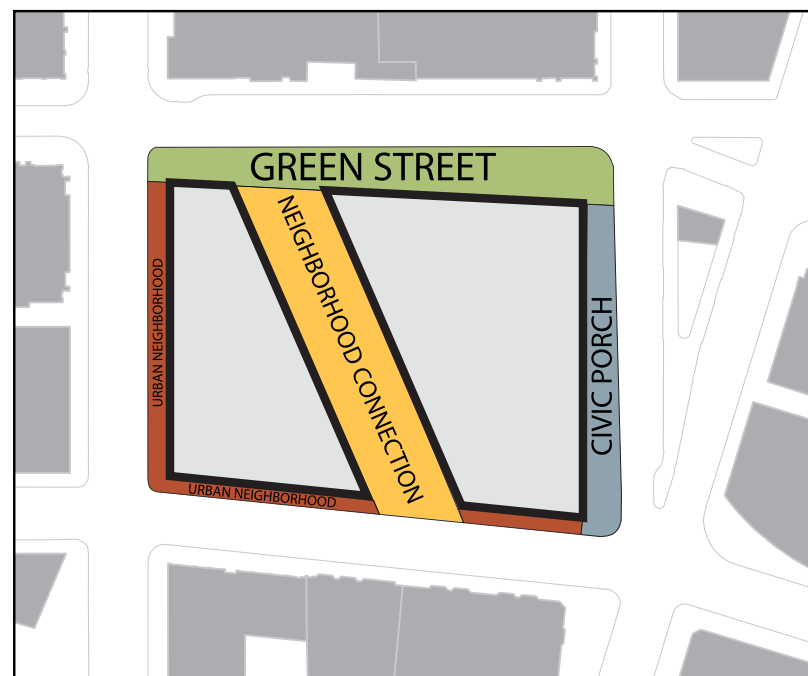 GREEN STREET
NEIGHBORHOOD CONNECTION
URBAN NEIGHBORHOOD
CIVIC PORCH
URBAN NEIGHBORHOOD